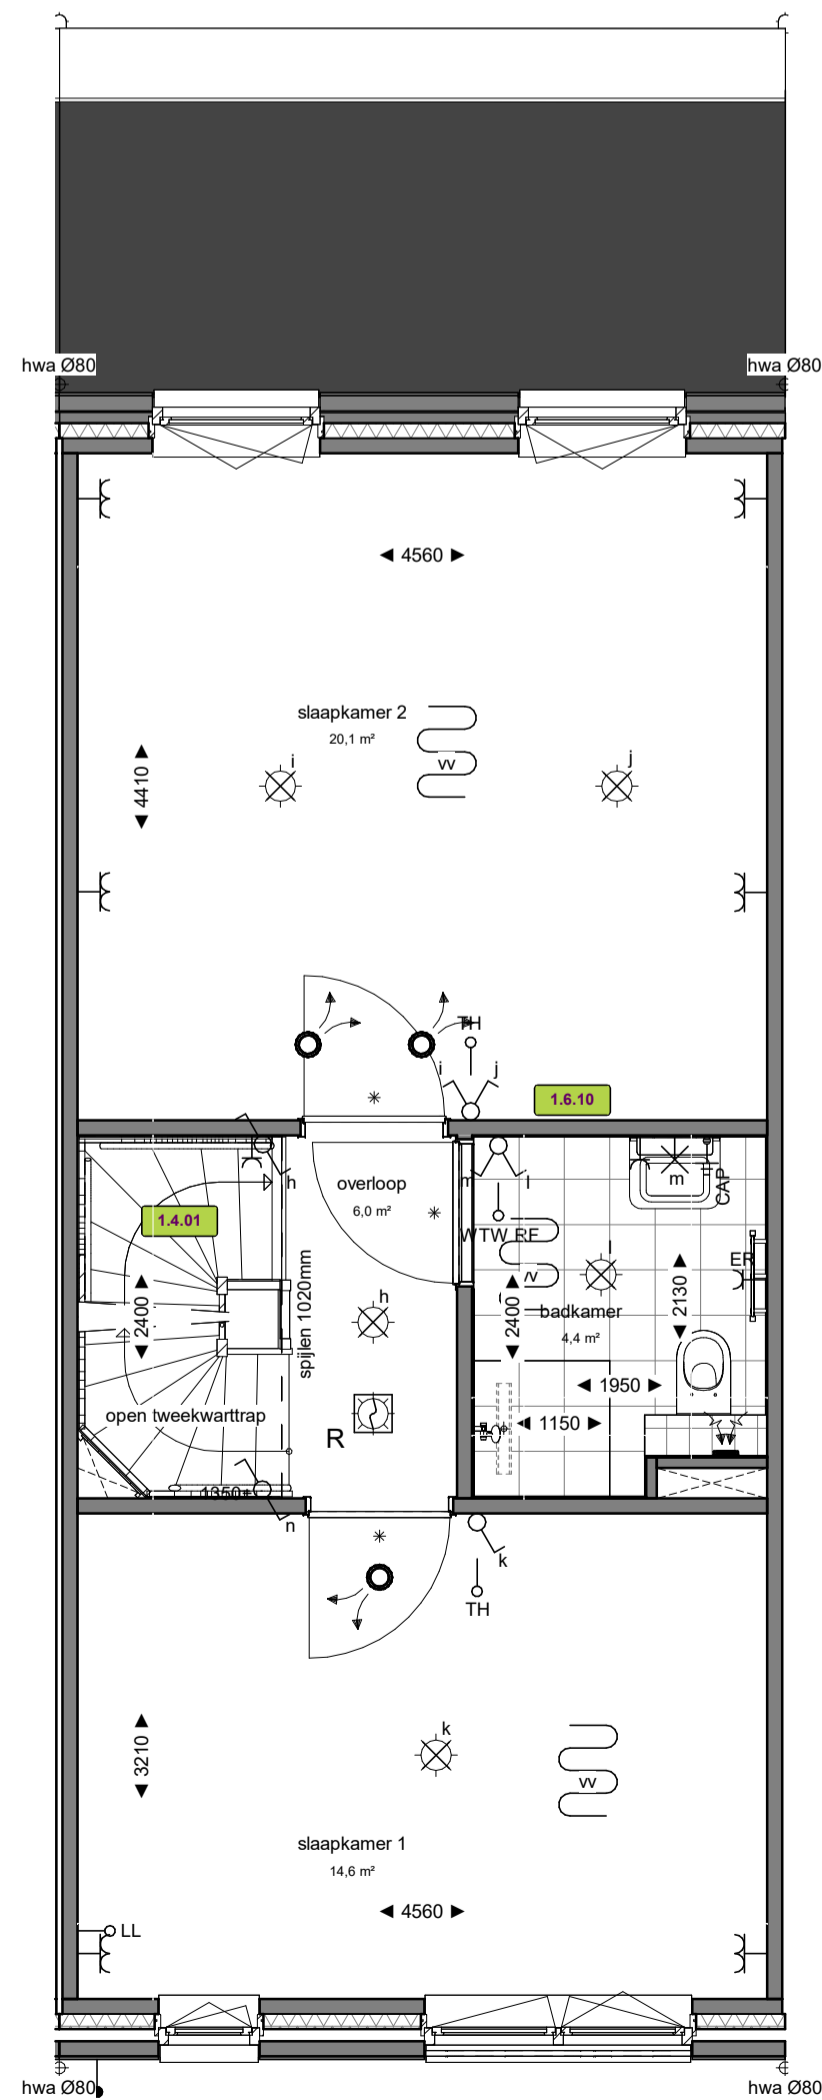 hwa Ø80
hwa Ø80
4560
slaapkamer 2
20,1 m²
vv
i
j
4410
TH
i
j
1.6.10
h
overloop
6,0 m²
m
l
m
CAP
1.4.01
WTW RF
vv
l
ER
2400
spijlen 1020mm
h
2400
badkamer
4,4 m²
2130
1950
open tweekwarttrap
R
1150
1350+
n
k
TH
3210
k
vv
slaapkamer 1
14,6 m²
4560
LL
hwa Ø80
hwa Ø80